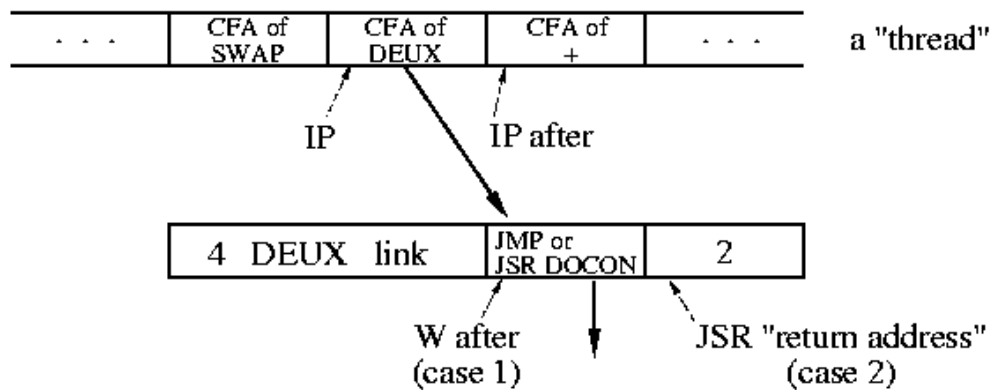 . . .
CFA of
SWAP
CFA of
DEUX
CFA of
+
. . .
a "thread"
IP
IP after
4 DEUX link
JMP or
JSR DOCON
2
W after
(case 1)
JSR "return address"
(case 2)